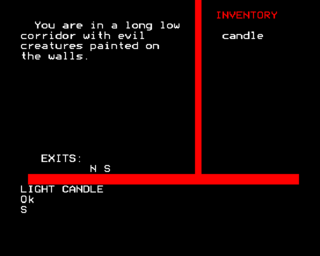 You are in a long low
corridor with evil
creatures painted on
the walls.
EXITS:
N S
INVENTORY
candle
LIGHT CANDLE
Ok
S